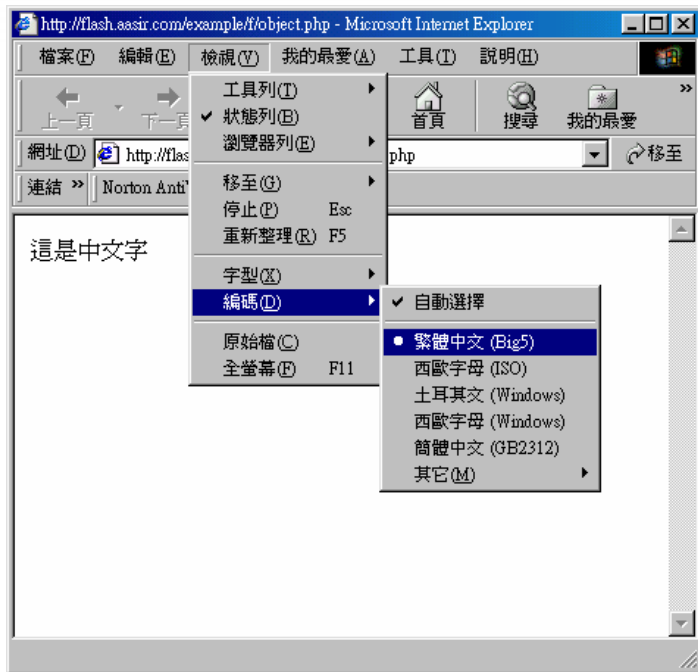 http://flash.aasir.com/example/f/object.php - Microsoft Internet Explorer
檔案(F) 編輯(E) 檢視(V) 我的最愛(A) 工具(T) 說明(H)
上一頁 下一頁 首頁 搜尋 我的最愛 »
網址(D) http://flas php 移至
連結 » Norton Anti
工具列(T)
✓ 狀態列(B)
瀏覽器列(E)
移至(G)
停止(P) Esc
重新整理(R) F5
字型(X)
編碼(D)
原始檔(C)
全螢幕(F) F11
✓ 自動選擇
● 繁體中文 (Big5)
西歐字母 (ISO)
土耳其文 (Windows)
西歐字母 (Windows)
簡體中文 (GB2312)
其它(M)
這是中文字